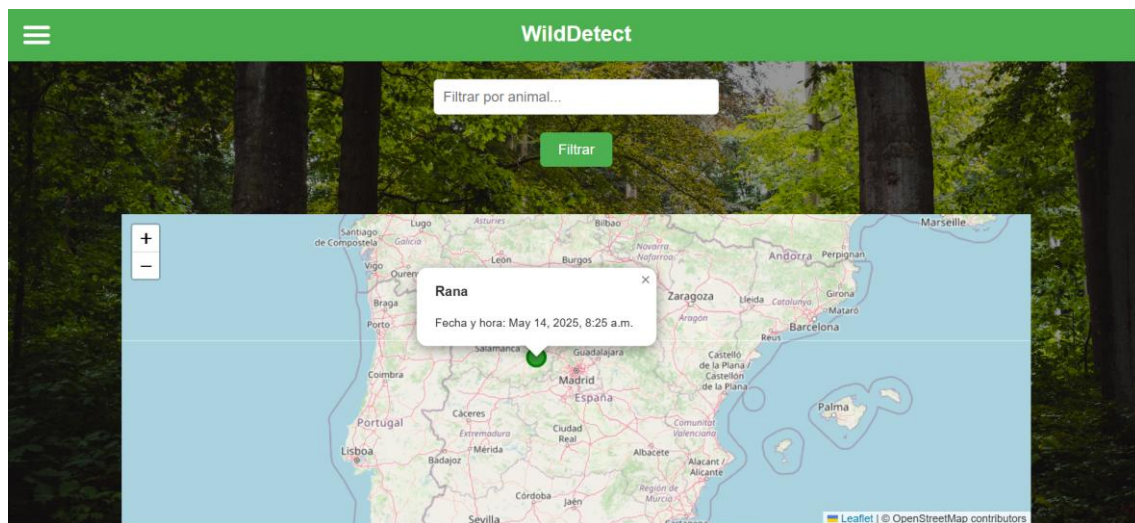 WildDetect
Filtrar por animal...
Filtrar
+
−
Lugo
Asturies
Bilbao
Marseille
Santiago
de Compostela
Galicia
León
Burgos
Navarra
Nafarroa
Andorra
Perpignan
Vigo
Ouren
Rana
×
Fecha y hora: May 14, 2025, 8:25 a.m.
Braga
Porto
Zaragoza
Lleida
Catalunya
Girona
Mataró
Barcelona
Aragón
Reus
Salamanca
Guadalajara
Castelló
de la Plana /
Castellón
de la Plana
Coimbra
Madrid
España
Palma
Cáceres
Portugal
Extremadura
Ciudad
Real
Comunitat
Valenciana
Lisboa
Mérida
Badajoz
Albacete
Alacant /
Alicante
Córdoba
Jaén
Región de
Murcia
Sevilla
Leaflet | © OpenStreetMap contributors